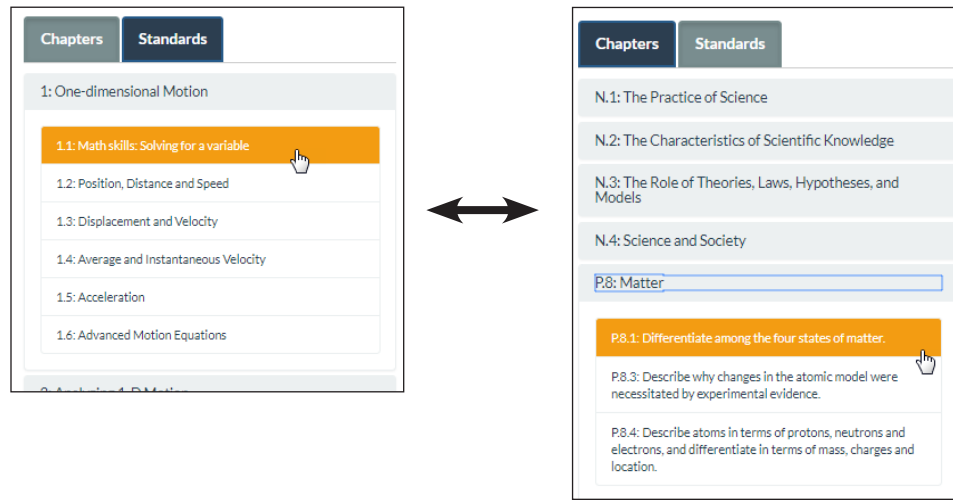 Chapters Standards
1: One-dimensional Motion
1.1: Math skills: Solving for a variable
1.2: Position, Distance and Speed
1.3: Displacement and Velocity
1.4: Average and Instantaneous Velocity
1.5: Acceleration
1.6: Advanced Motion Equations
2: Analyzing 1-D Motion
Chapters Standards
N.1: The Practice of Science
N.2: The Characteristics of Scientific Knowledge
N.3: The Role of Theories, Laws, Hypotheses, and
Models
N.4: Science and Society
P.8: Matter
P.8.1: Differentiate among the four states of matter.
P.8.3: Describe why changes in the atomic model were
necessitated by experimental evidence.
P.8.4: Describe atoms in terms of protons, neutrons and
electrons, and differentiate in terms of mass, charges and
location.